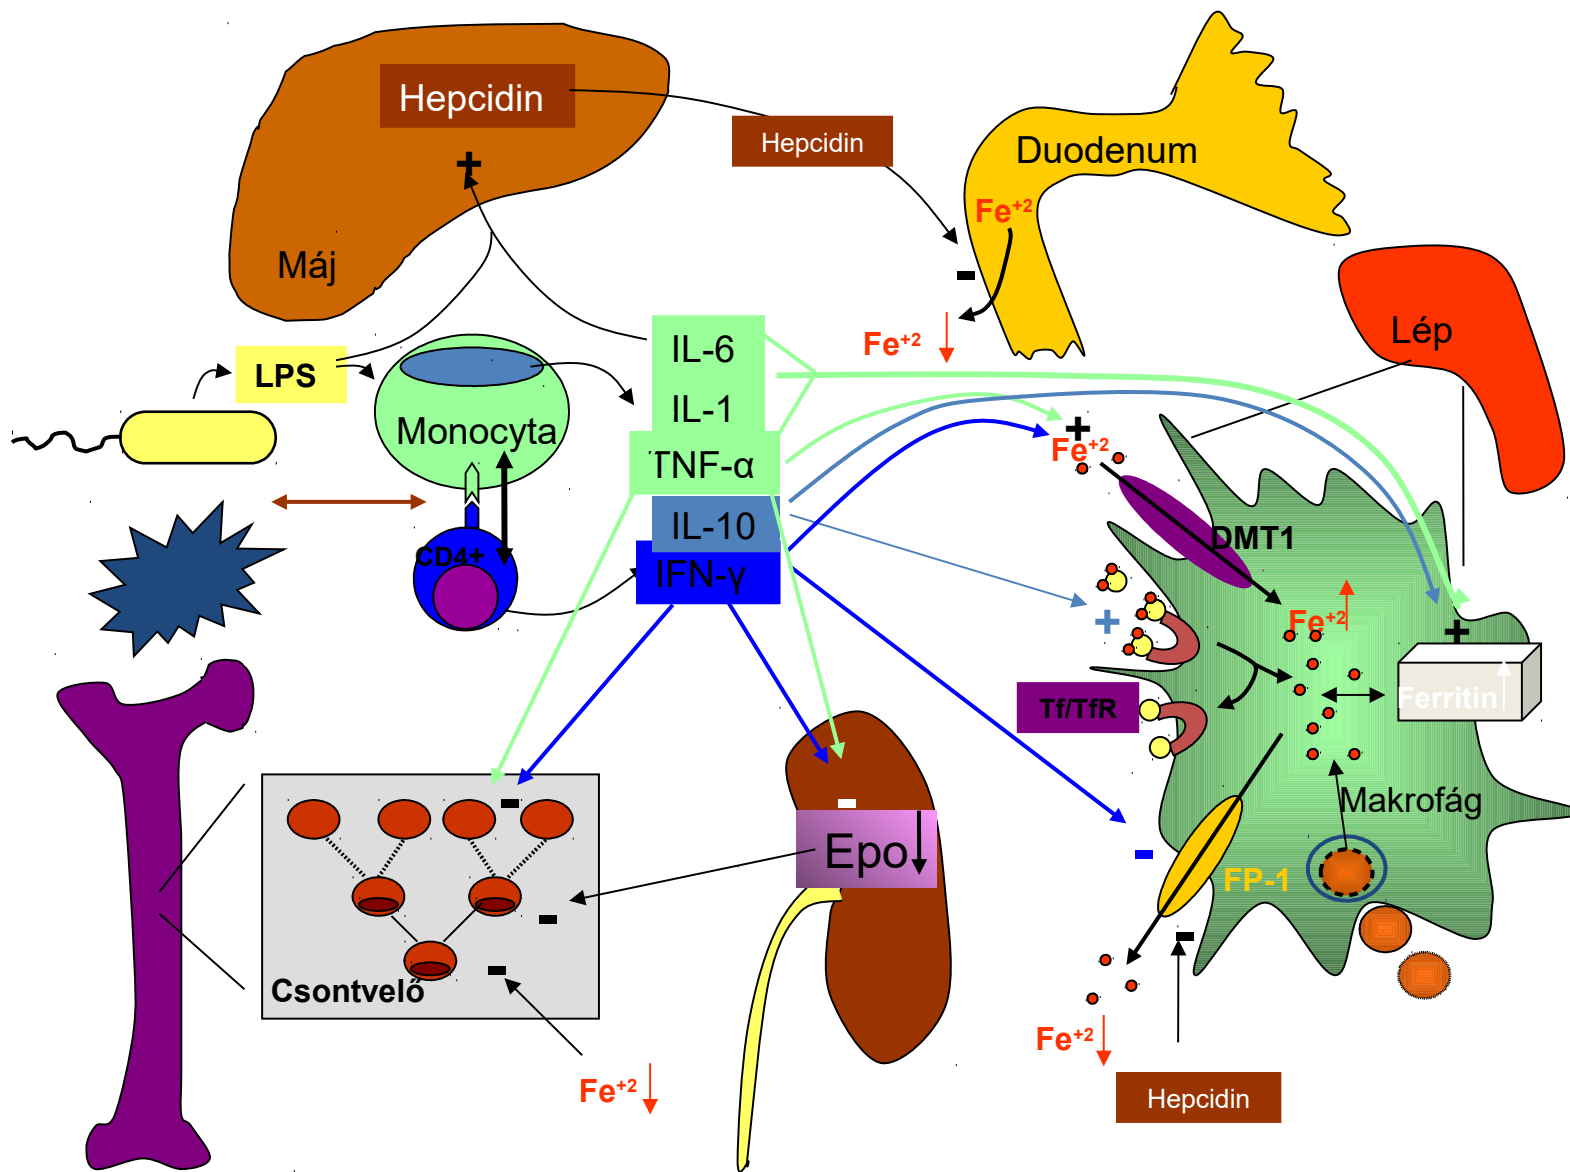 Hepcidin
Hepcidin
Duodenum
+
Fe+2
Máj
-
Lép
IL-6
Fe+2
LPS
IL-1
Monocyta
+
TNF-α
Fe+2
IL-10
DMT1
CD4+
IFN-γ
+
Fe+2
+
Ferritin
Tf/TfR
Makrofág
-
-
Epo
-
FP-1
-
-
-
Csontvelő
Fe+2
Fe+2
Hepcidin